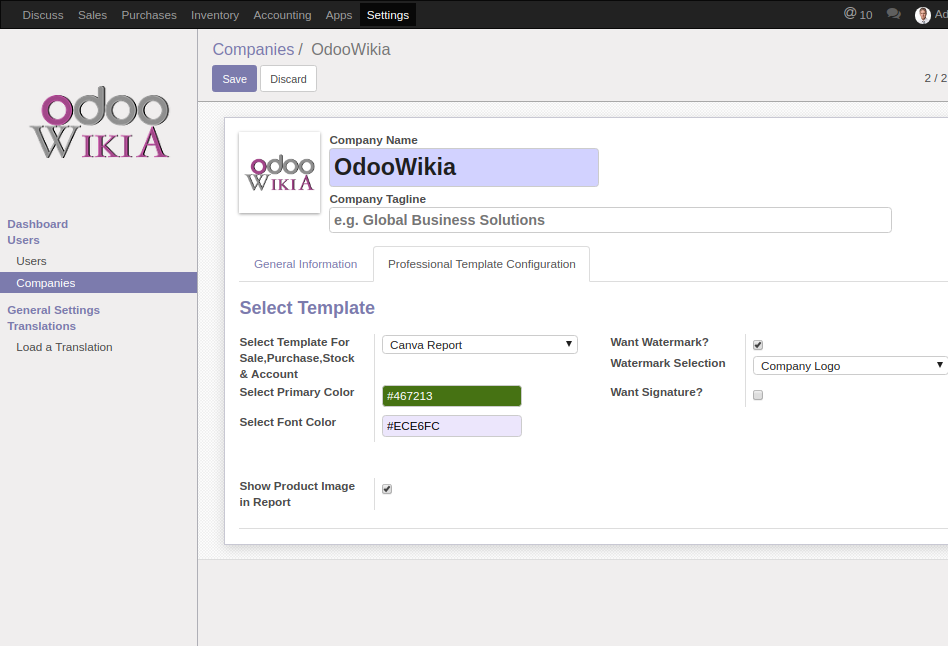 Discuss Sales Purchases Inventory Accounting Apps Settings @ 10 Ad
Companies / OdooWikia
Save Discard 2 / 2
odoo
WIKIA
Dashboard
Users
Users
Companies
General Settings
Translations
Load a Translation
odoo
WIKIA
Company Name
OdooWikia
Company Tagline
e.g. Global Business Solutions
General Information Professional Template Configuration
Select Template
Select Template For
Sale,Purchase,Stock
& Account
Canva Report
Select Primary Color
#467213
Select Font Color
#ECE6FC
Want Watermark?
Watermark Selection
Company Logo
Want Signature?
Show Product Image
in Report